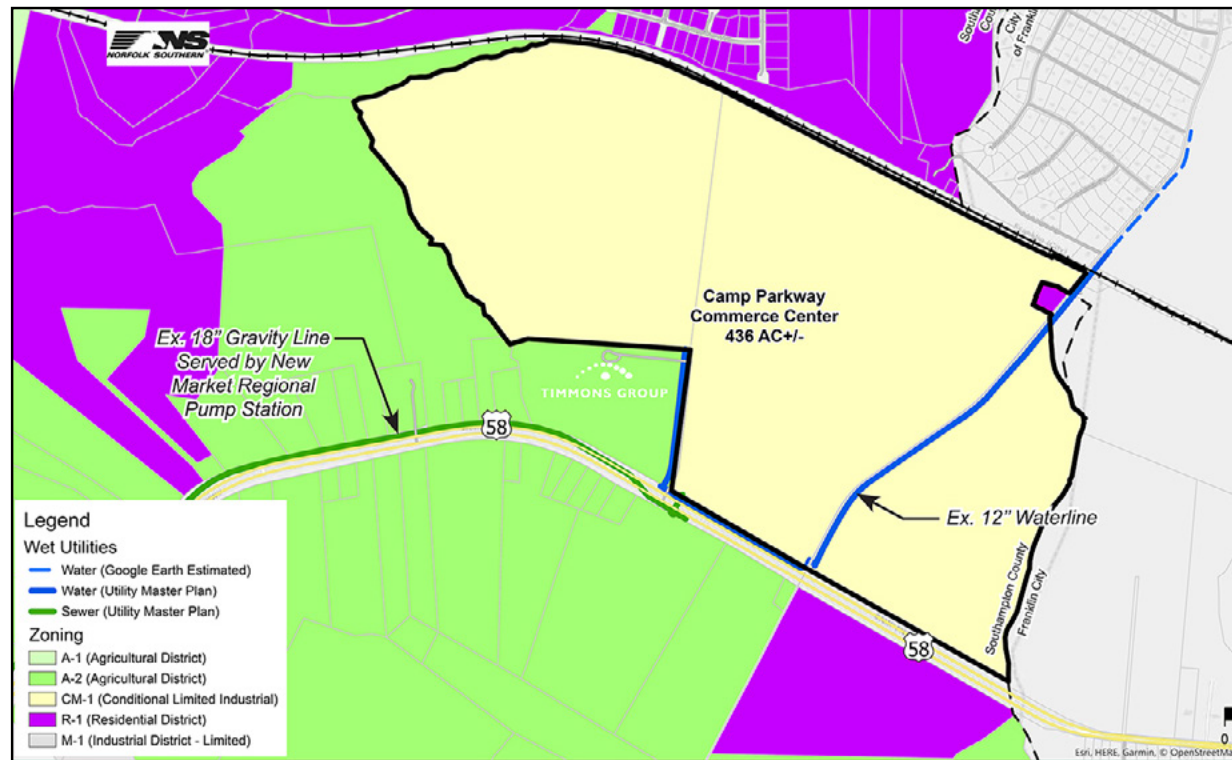 NS
NORFOLK SOUTHERN
City
of Franklin
Camp Parkway
Commerce Center
436 AC+/-
Ex. 18" Gravity Line
Served by New
Market Regional
Pump Station
TIMMONS GROUP
58
Ex. 12" Waterline
Southampton County
Franklin City
58
Legend
Wet Utilities
Water (Google Earth Estimated)
Water (Utility Master Plan)
Sewer (Utility Master Plan)
Zoning
A-1 (Agricultural District)
A-2 (Agricultural District)
CM-1 (Conditional Limited Industrial)
R-1 (Residential District)
M-1 (Industrial District - Limited)
0
Esri, HERE, Garmin, © OpenStreetMa